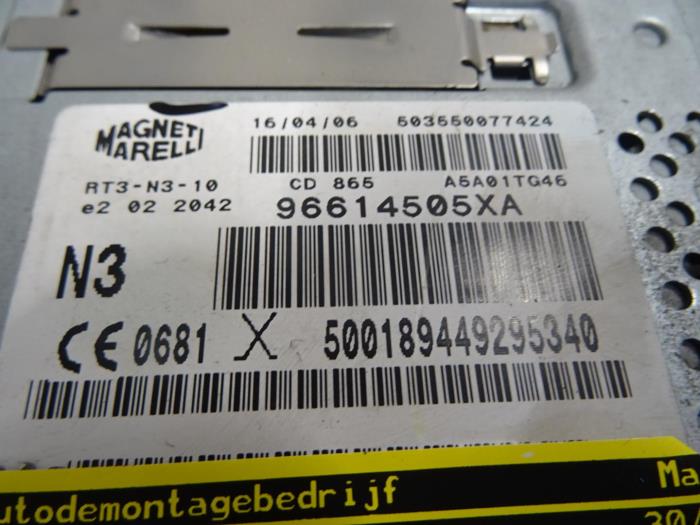 MAGNETI
MARELLI
16/04/06 503550077424
RT3-N3-10 CD 865 A5A01TG46
e2 02 2042 96614505XA
N3
CE 0681 X 500189449295340
utodemontagebedrijf Ma